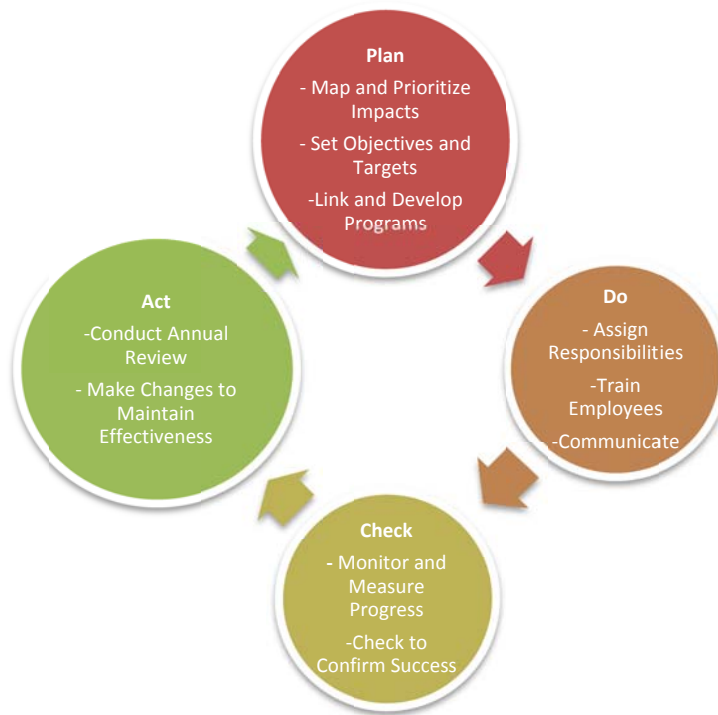 Plan
- Map and Prioritize
Impacts
- Set Objectives and
Targets
-Link and Develop
Programs
Do
- Assign
Responsibilities
-Train
Employees
-Communicate
Check
- Monitor and
Measure
Progress
-Check to
Confirm Success
Act
-Conduct Annual
Review
- Make Changes to
Maintain
Effectiveness